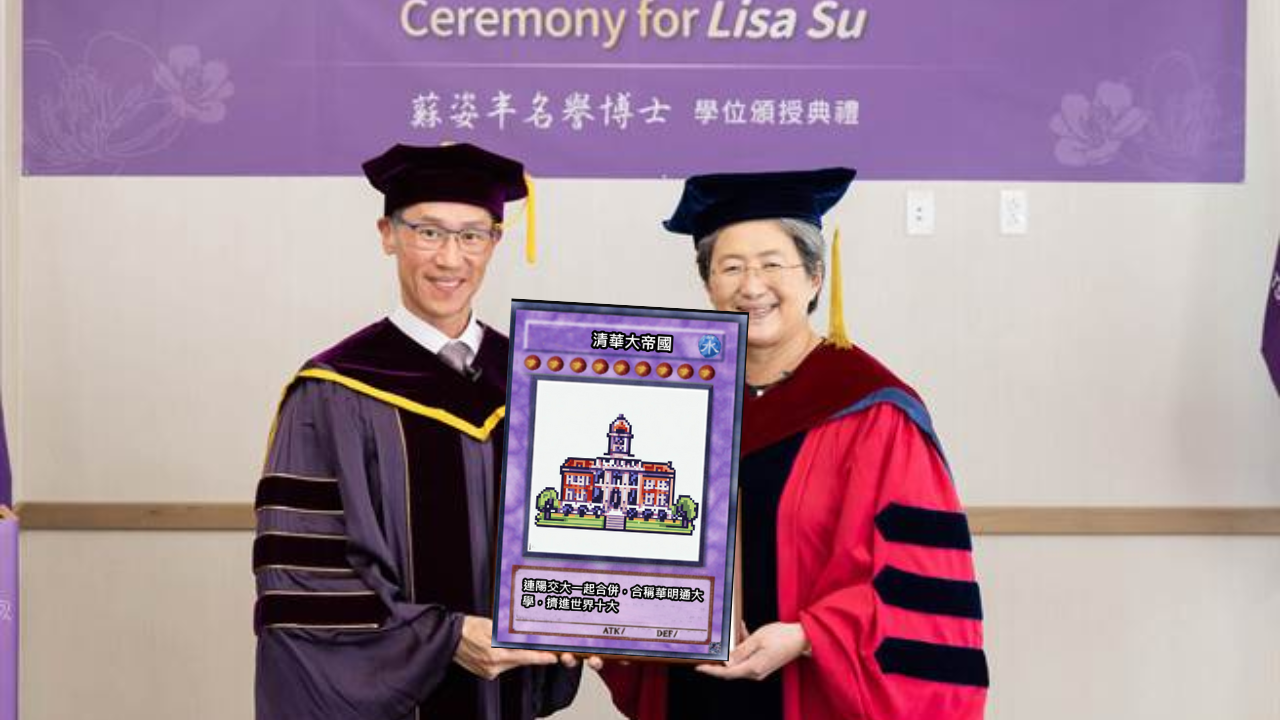 Ceremony for Lisa Su
蘇姿丰名譽博士 學位頒授典禮
清華大帝國
永
連陽交大一起合併，合稱華明通大
學，擠進世界十大
ATK/ DEF/